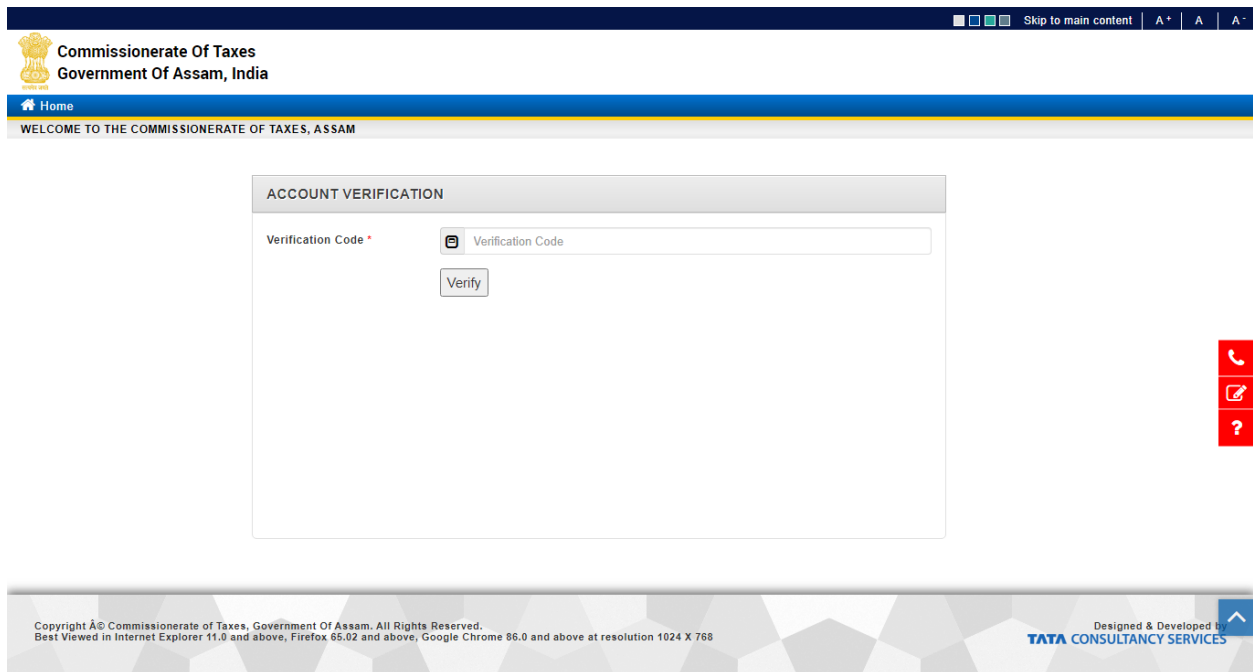 Skip to main content A+ A A-
Commissionerate Of Taxes
Government Of Assam, India
Home
WELCOME TO THE COMMISSIONERATE OF TAXES, ASSAM
ACCOUNT VERIFICATION
Verification Code *
Verification Code
Verify
?
Copyright Â© Commissionerate of Taxes, Government Of Assam. All Rights Reserved.
Best Viewed in Internet Explorer 11.0 and above, Firefox 65.02 and above, Google Chrome 86.0 and above at resolution 1024 X 768
Designed & Developed by
TATA CONSULTANCY SERVICES